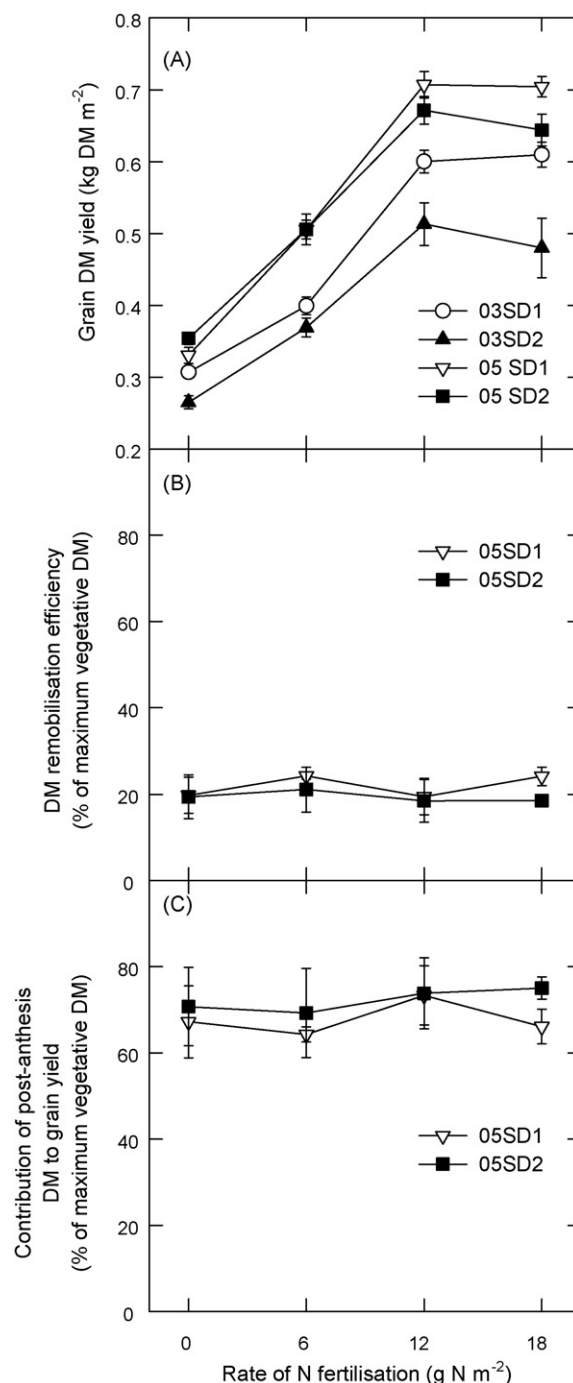 (A)
Grain DM yield (kg DM m-2)
0.8
0.7
0.6
0.5
0.4
0.3
0.2
03SD1
03SD2
05 SD1
05 SD2
(B)
DM remobilisation efficiency
(% of maximum vegetative DM)
80
60
40
20
0
05SD1
05SD2
(C)
Contribution of post-anthesis
DM to grain yield
(% of maximum vegetative DM)
80
60
40
20
0
05SD1
05SD2
0 6 12 18
Rate of N fertilisation (g N m-2)